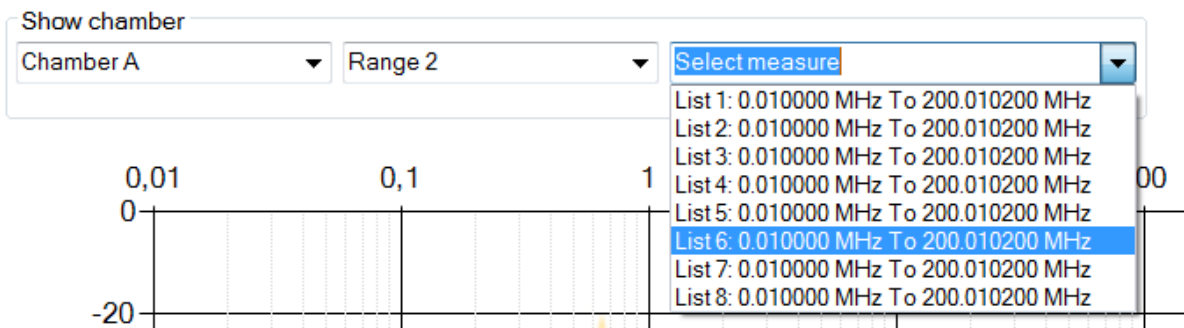 Show chamber
Chamber A
Range 2
Select measure
List 1: 0.010000 MHz To 200.010200 MHz
List 2: 0.010000 MHz To 200.010200 MHz
List 3: 0.010000 MHz To 200.010200 MHz
List 4: 0.010000 MHz To 200.010200 MHz
List 5: 0.010000 MHz To 200.010200 MHz
List 6: 0.010000 MHz To 200.010200 MHz
List 7: 0.010000 MHz To 200.010200 MHz
List 8: 0.010000 MHz To 200.010200 MHz
0,01 0,1 1
0
-20